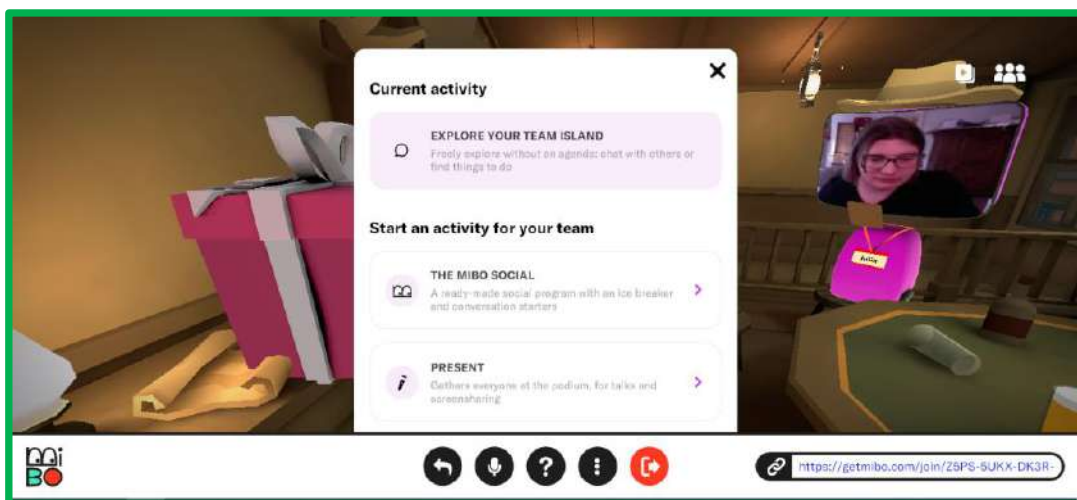 Current activity
EXPLORE YOUR TEAM ISLAND
Freely explore without an agenda: chat with others or
find things to do
Start an activity for your team
THE MIBO SOCIAL
A ready-made social program with an ice breaker
and conversation starters
PRESENT
Gathers everyone at the podium, for talks and
screensharing
miBO
https://getmibo.com/join/Z5PS-5UKX-DK3R-